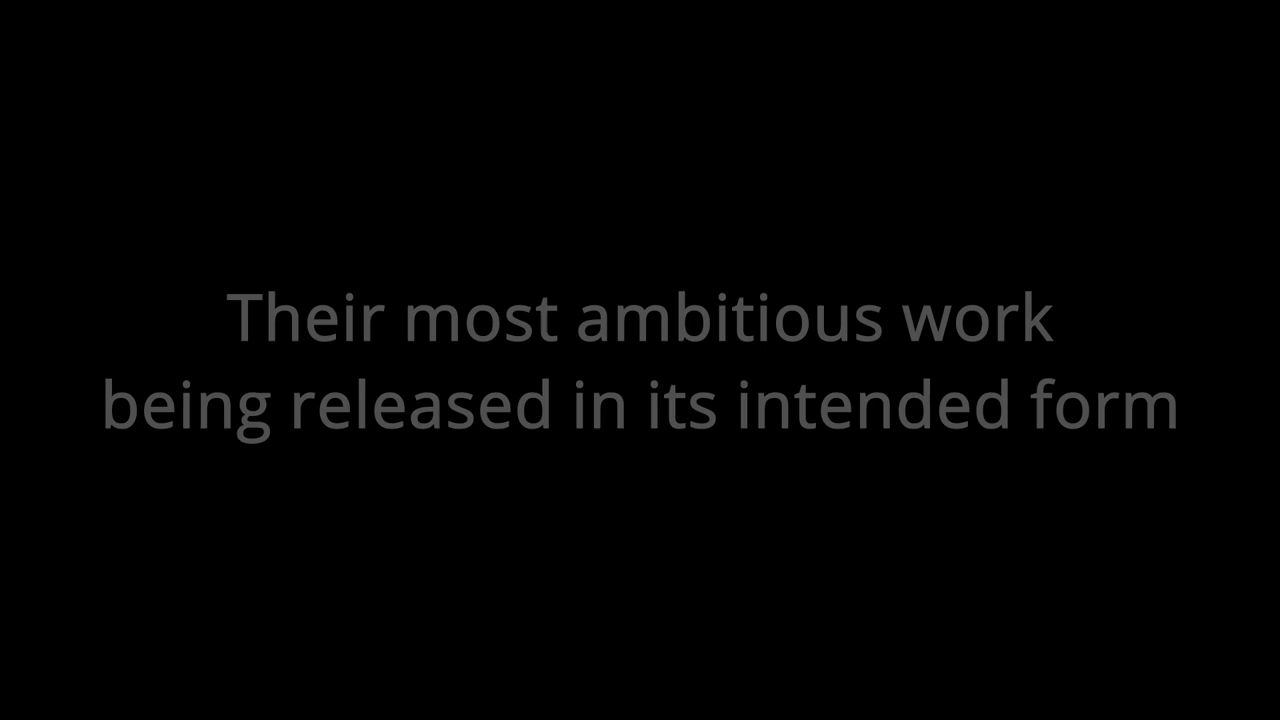 Their most ambitious work
being released in its intended form